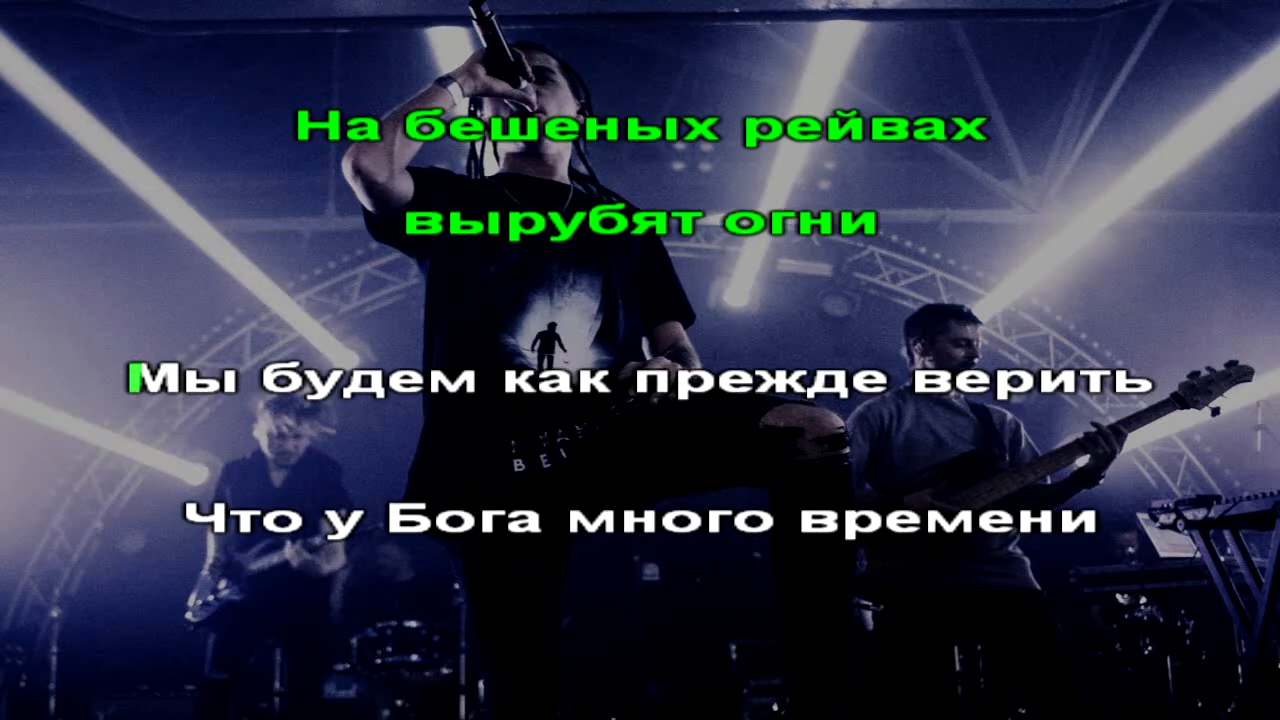 На бешеных рейвах
вырубят огни
Мы будем как прежде верить
Что у Бога много времени